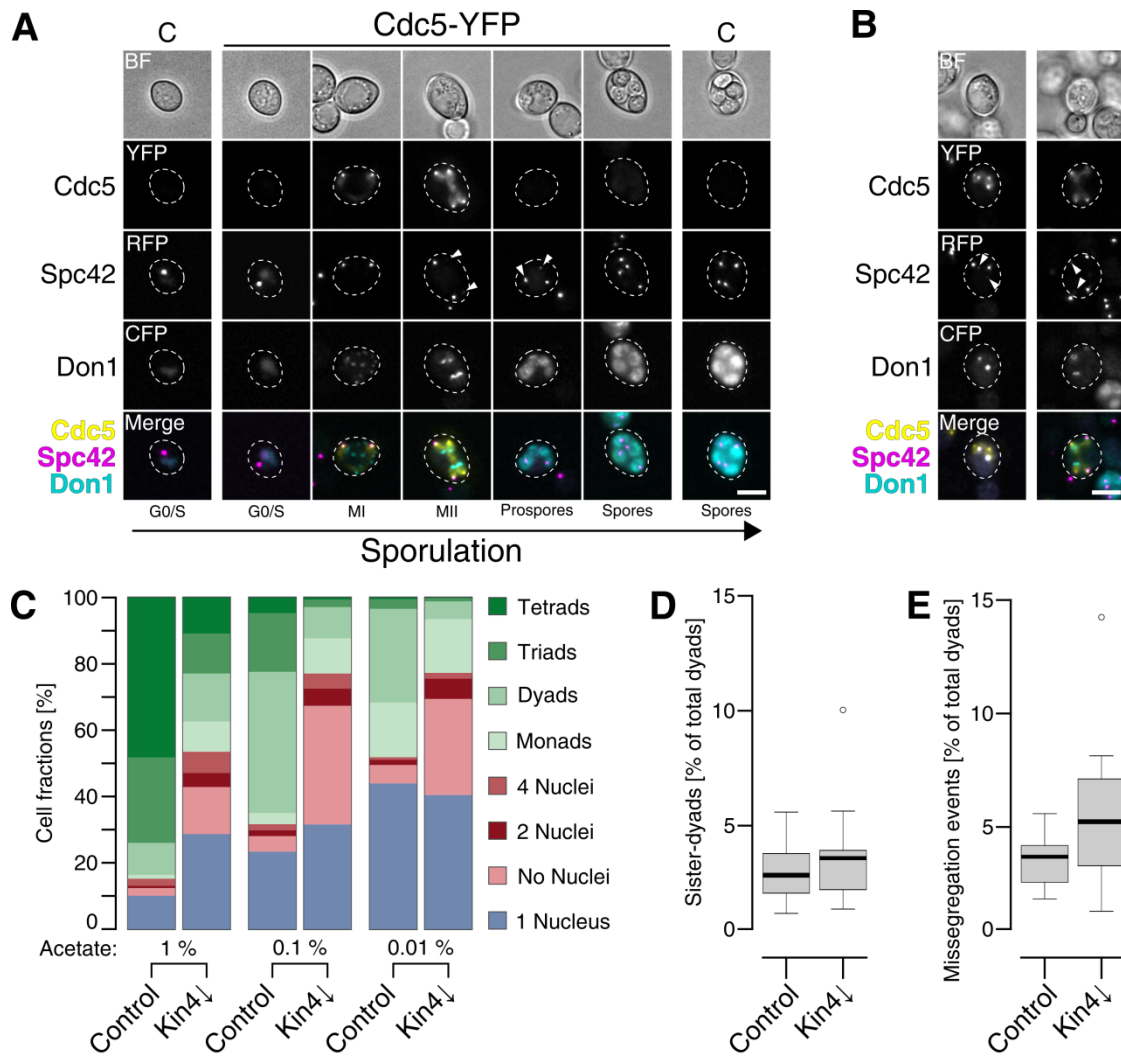 A
C
Cdc5-YFP
C
BF
YFP
Cdc5
RFP
Spc42
CFP
Don1
Merge
Cdc5
Spc42
Don1
G0/S
G0/S
MI
MII
Prospores
Spores
Spores
Sporulation
B
BF
YFP
Cdc5
RFP
Spc42
CFP
Don1
Merge
Cdc5
Spc42
Don1
C
Cell fractions [%]
100
80
60
40
20
0
Tetrads
Triads
Dyads
Monads
4 Nuclei
2 Nuclei
No Nuclei
1 Nucleus
Acetate:
1 %
0.1 %
0.01 %
Control
Kin4↓
Control
Kin4↓
Control
Kin4↓
D
Sister-dyads [% of total dyads]
15
10
5
0
Control
Kin4↓
E
Missegregation events [% of total dyads]
15
10
5
0
Control
Kin4↓